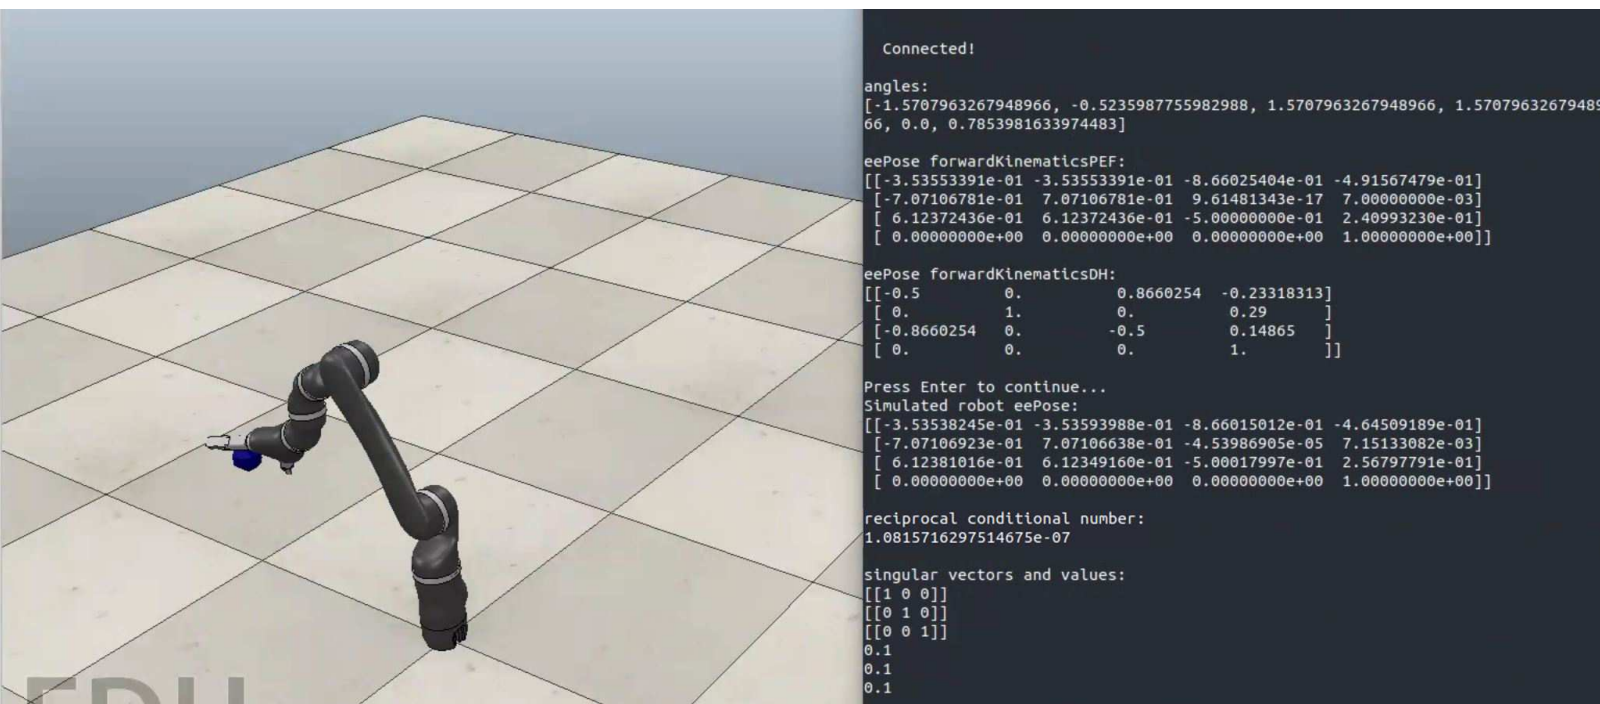 Connected!
angles:
[-1.5707963267948966, -0.5235987755982988, 1.5707963267948966, 1.57079632679489
66, 0.0, 0.7853981633974483]
eePose forwardKinematicsPEF:
[[-3.53553391e-01 -3.53553391e-01 -8.66025404e-01 -4.91567479e-01]
[-7.07106781e-01 7.07106781e-01 9.61481343e-17 7.00000000e-03]
[ 6.12372436e-01 6.12372436e-01 -5.00000000e-01 2.40993230e-01]
[ 0.00000000e+00 0.00000000e+00 0.00000000e+00 1.00000000e+00]]
eePose forwardKinematicsDH:
[[-0.5 0. 0.8660254 -0.23318313]
[ 0. 1. 0. 0.29 ]
[-0.8660254 0. -0.5 0.14865 ]
[ 0. 0. 0. 1. ]]
Press Enter to continue...
Simulated robot eePose:
[[-3.53538245e-01 -3.53593988e-01 -8.66015012e-01 -4.64509189e-01]
[-7.07106923e-01 7.07106638e-01 -4.53986905e-05 7.15133082e-03]
[ 6.12381016e-01 6.12349160e-01 -5.00017997e-01 2.56797791e-01]
[ 0.00000000e+00 0.00000000e+00 0.00000000e+00 1.00000000e+00]]
reciprocal conditional number:
1.0815716297514675e-07
singular vectors and values:
[[1 0 0]]
[[0 1 0]]
[[0 0 1]]
0.1
0.1
0.1
EDU